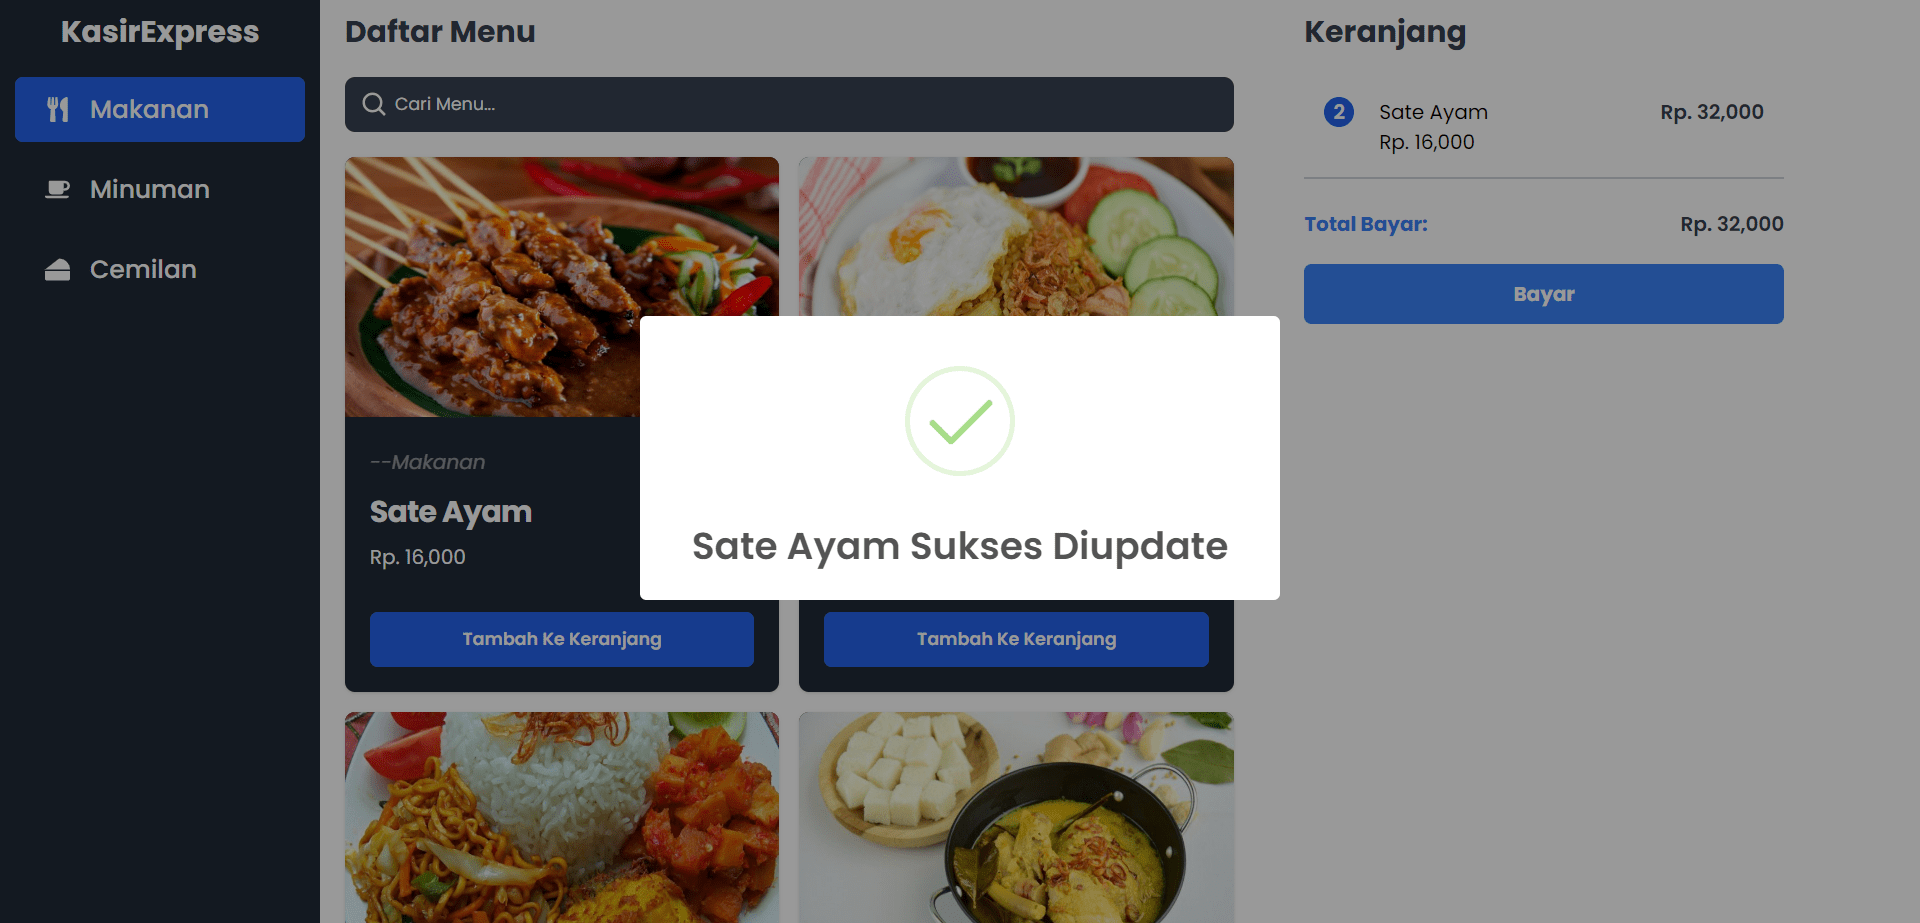 KasirExpress
Makanan
Minuman
Cemilan
Daftar Menu
Cari Menu...
--Makanan
Sate Ayam
Rp. 16,000
Tambah Ke Keranjang
Tambah Ke Keranjang
Sate Ayam Sukses Diupdate
Keranjang
2 Sate Ayam Rp. 32,000
Rp. 16,000
Total Bayar: Rp. 32,000
Bayar